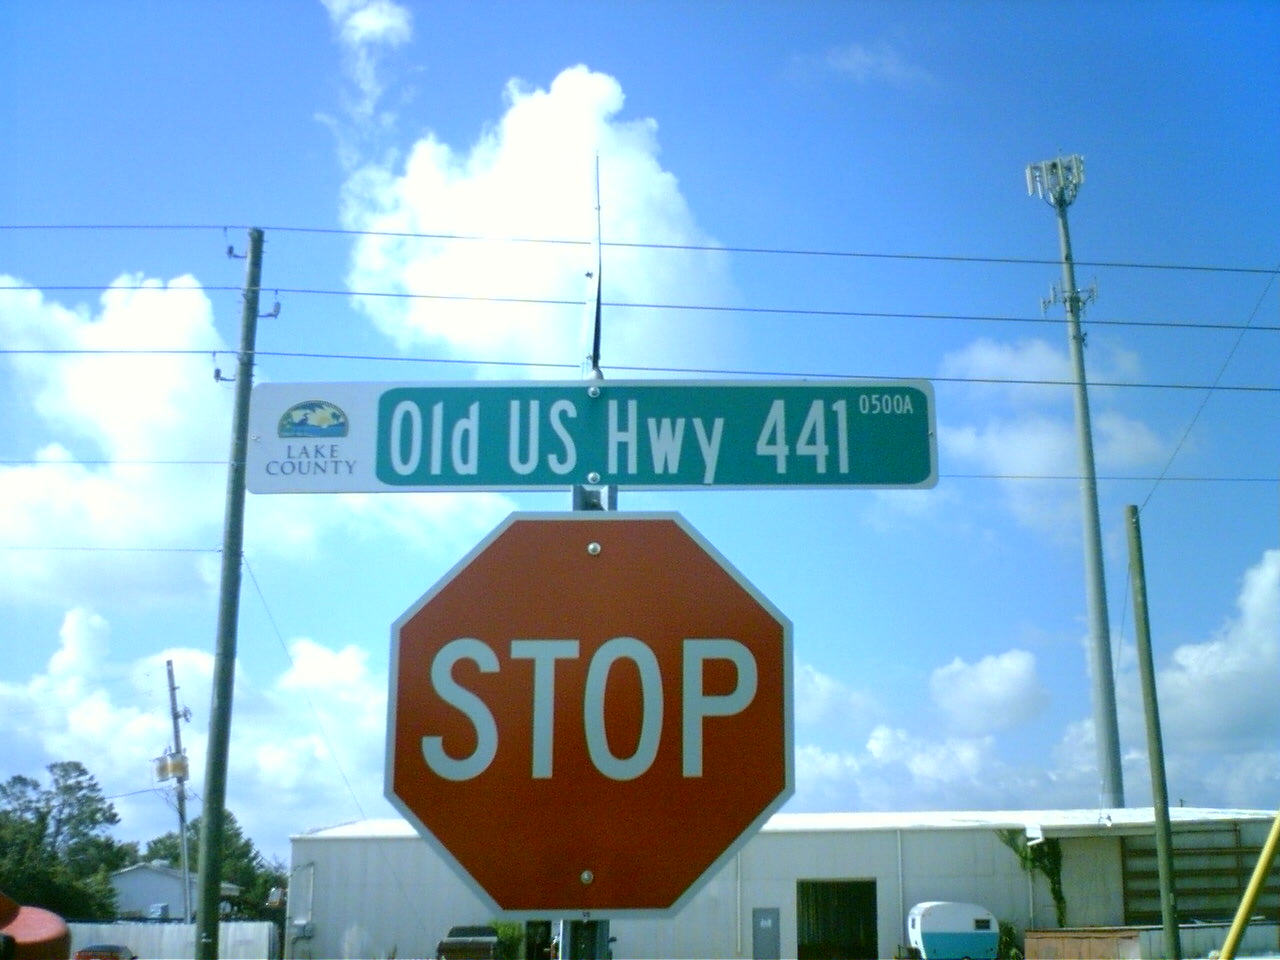 LAKE
COUNTY
Old US Hwy 441 0500A
STOP